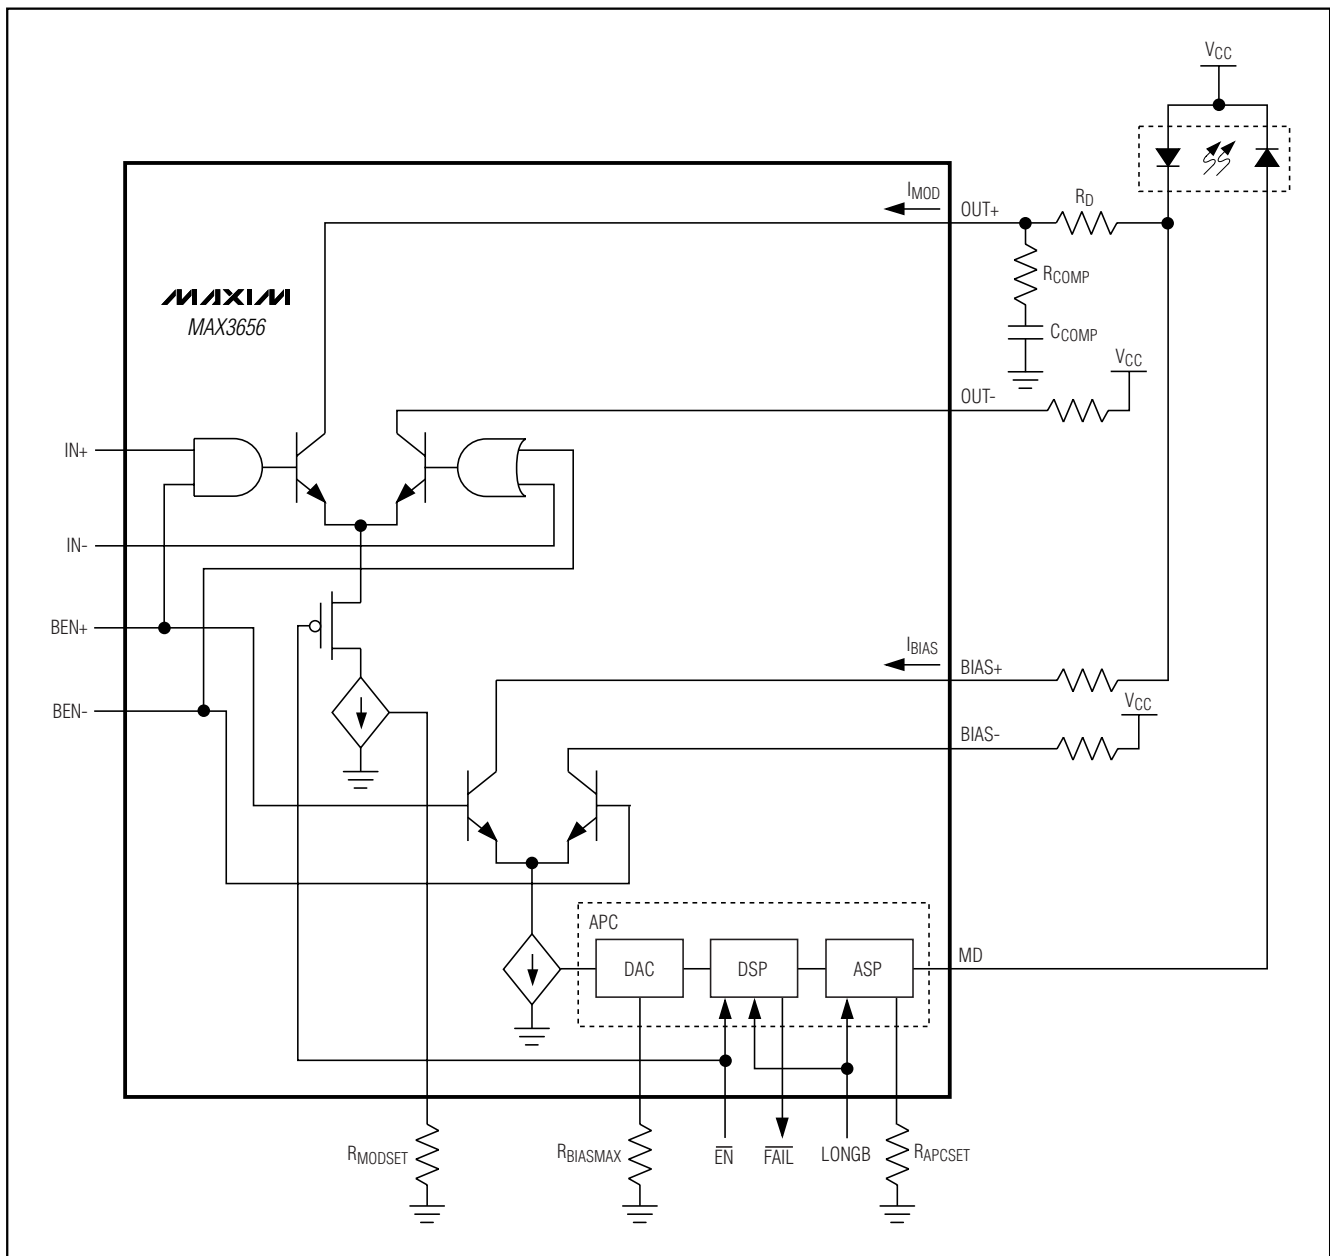 VCC
IMOD
OUT+
RD
RCOMP
CCOMP
MAXIM
MAX3656
VCC
OUT-
IN+
IN-
BEN+
BEN-
IBIAS
BIAS+
VCC
BIAS-
APC
DAC
DSP
ASP
MD
RMODSET
RBIASMAX
EN
FAIL
LONGB
RAPCSET